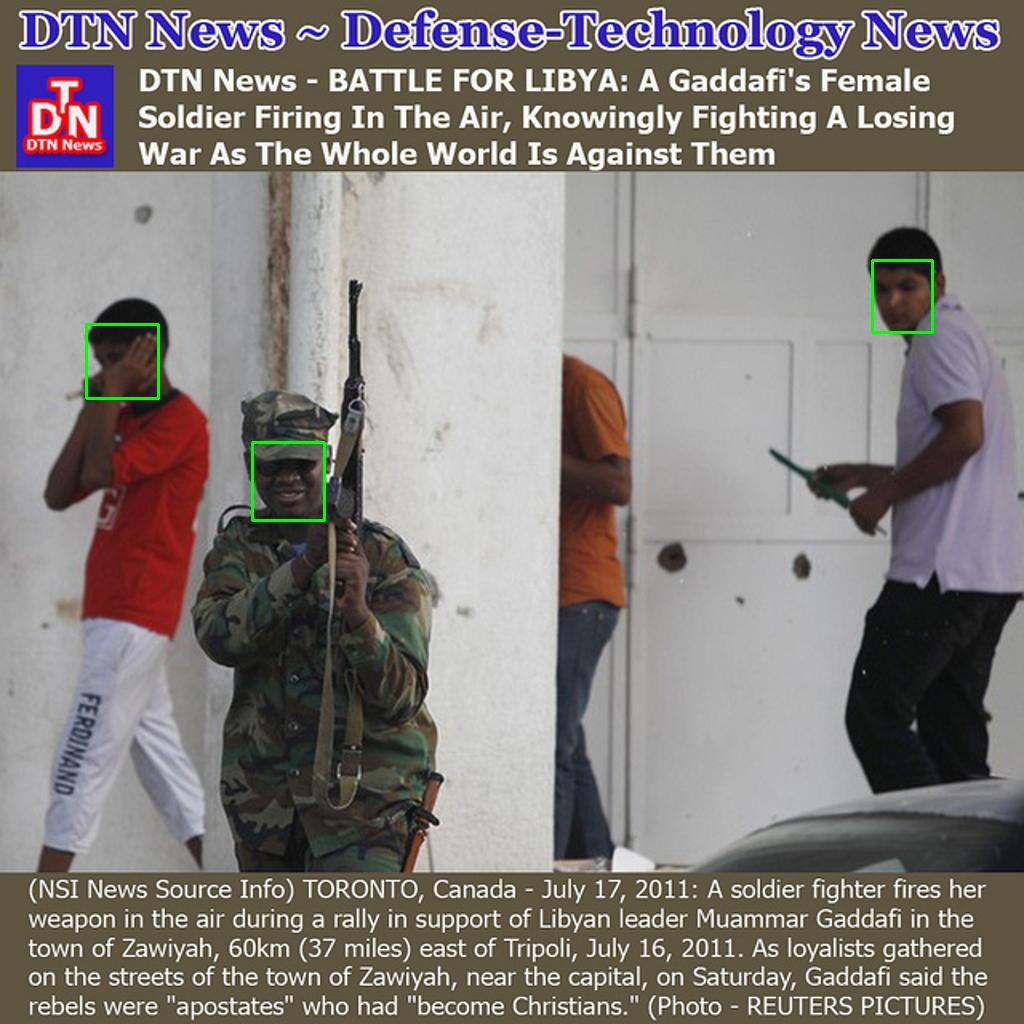 DTN News ~ Defense-Technology News
T
DTN
DTN News
DTN News - BATTLE FOR LIBYA: A Gaddafi's Female
Soldier Firing In The Air, Knowingly Fighting A Losing
War As The Whole World Is Against Them
G
FERDINAND
(NSI News Source Info) TORONTO, Canada - July 17, 2011: A soldier fighter fires her
weapon in the air during a rally in support of Libyan leader Muammar Gaddafi in the
town of Zawiyah, 60km (37 miles) east of Tripoli, July 16, 2011. As loyalists gathered
on the streets of the town of Zawiyah, near the capital, on Saturday, Gaddafi said the
rebels were "apostates" who had "become Christians." (Photo - REUTERS PICTURES)